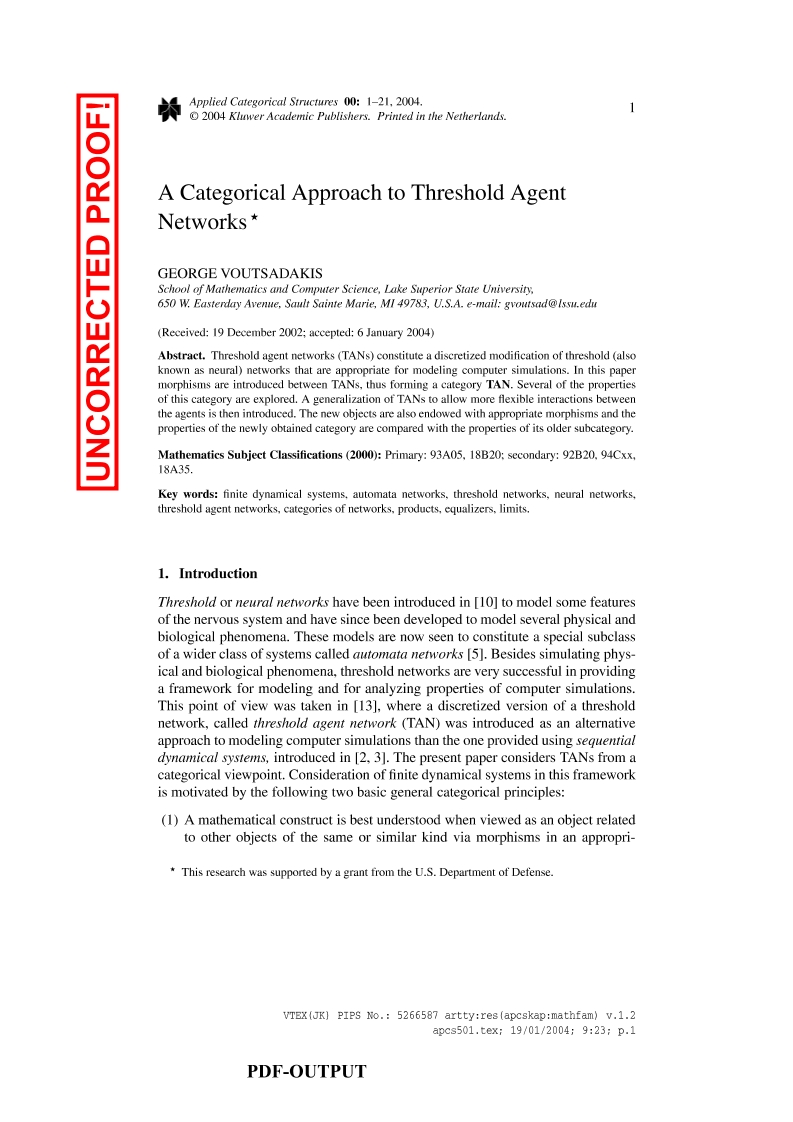 UNCORRECTED PROOF!
Applied Categorical Structures 00: 1–21, 2004.
© 2004 Kluwer Academic Publishers. Printed in the Netherlands.
1
A Categorical Approach to Threshold Agent
Networks ⋆
GEORGE VOUTSADAKIS
School of Mathematics and Computer Science, Lake Superior State University,
650 W. Easterday Avenue, Sault Sainte Marie, MI 49783, U.S.A. e-mail: gvoutsad@lssu.edu
(Received: 19 December 2002; accepted: 6 January 2004)
Abstract. Threshold agent networks (TANs) constitute a discretized modification of threshold (also
known as neural) networks that are appropriate for modeling computer simulations. In this paper
morphisms are introduced between TANs, thus forming a category TAN. Several of the properties
of this category are explored. A generalization of TANs to allow more flexible interactions between
the agents is then introduced. The new objects are also endowed with appropriate morphisms and the
properties of the newly obtained category are compared with the properties of its older subcategory.
Mathematics Subject Classifications (2000): Primary: 93A05, 18B20; secondary: 92B20, 94Cxx,
18A35.
Key words: finite dynamical systems, automata networks, threshold networks, neural networks,
threshold agent networks, categories of networks, products, equalizers, limits.
1. Introduction
Threshold or neural networks have been introduced in [10] to model some features
of the nervous system and have since been developed to model several physical and
biological phenomena. These models are now seen to constitute a special subclass
of a wider class of systems called automata networks [5]. Besides simulating phys-
ical and biological phenomena, threshold networks are very successful in providing
a framework for modeling and for analyzing properties of computer simulations.
This point of view was taken in [13], where a discretized version of a threshold
network, called threshold agent network (TAN) was introduced as an alternative
approach to modeling computer simulations than the one provided using sequential
dynamical systems, introduced in [2, 3]. The present paper considers TANs from a
categorical viewpoint. Consideration of finite dynamical systems in this framework
is motivated by the following two basic general categorical principles:
(1) A mathematical construct is best understood when viewed as an object related
to other objects of the same or similar kind via morphisms in an appropri-
⋆ This research was supported by a grant from the U.S. Department of Defense.
VTEX(JK) PIPS No.: 5266587 artty:res(apcskap:mathfam) v.1.2
apcs501.tex; 19/01/2004; 9:23; p.1
PDF-OUTPUT